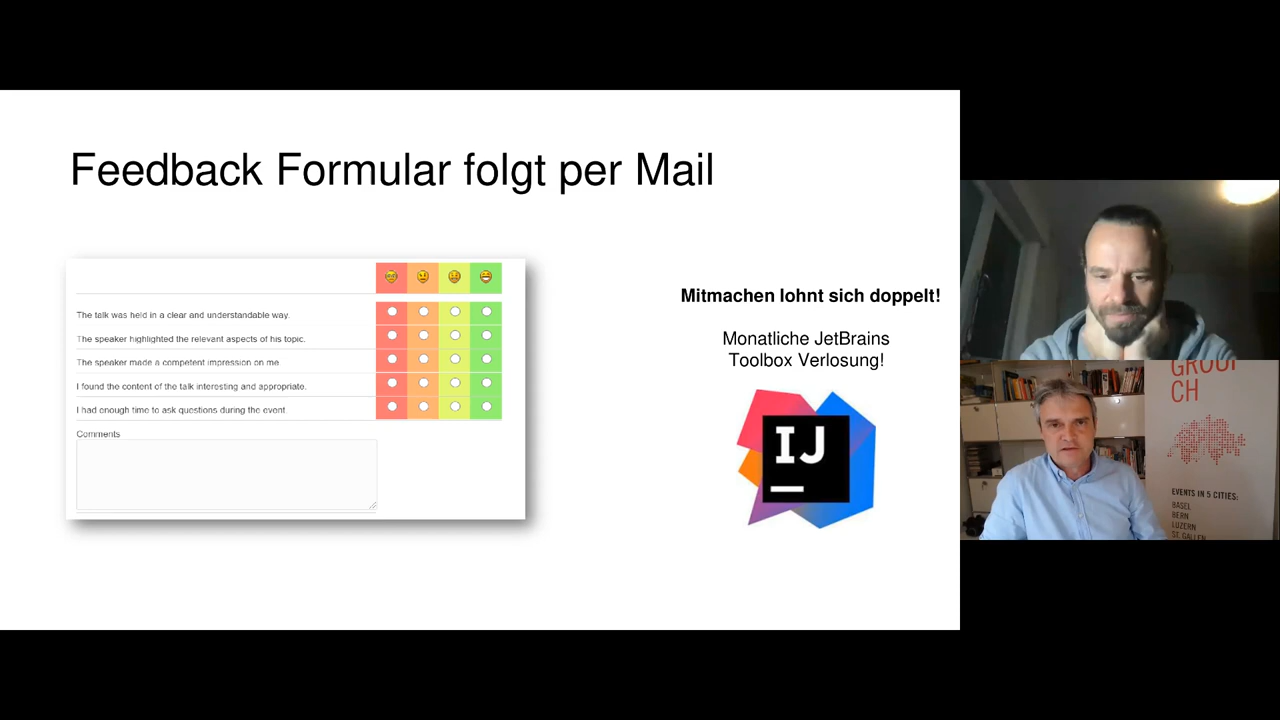 Feedback Formular folgt per Mail
The talk was held in a clear and understandable way.
The speaker highlighted the relevant aspects of his topic.
The speaker made a competent impression on me.
I found the content of the talk interesting and appropriate.
I had enough time to ask questions during the event.
Comments
Mitmachen lohnt sich doppelt!
Monatliche JetBrains
Toolbox Verlosung!
IJ
GROUP
CH
EVENTS IN 5 CITIES:
BASEL
BERN
LUZERN
ST. GALLEN